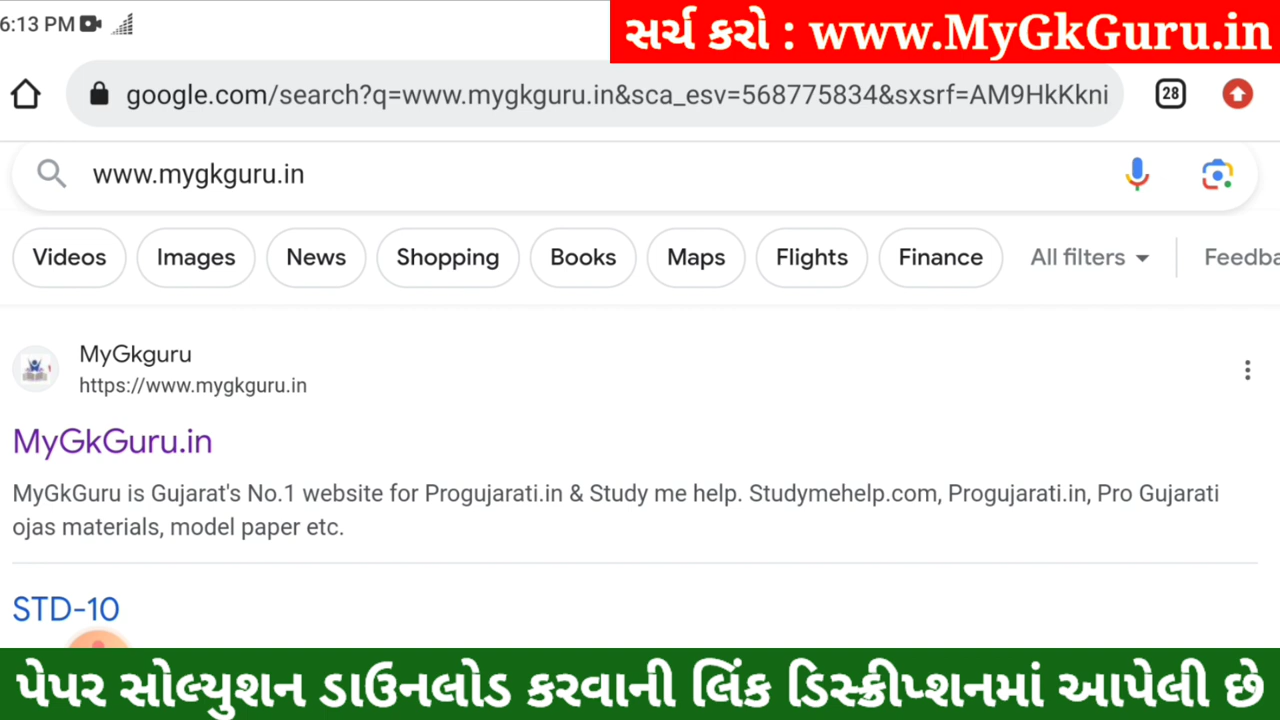 6:13 PM
સર્ચ કરો : www.MyGkGuru.in
google.com/search?q=www.mygkguru.in&sca_esv=568775834&sxsrf=AM9HkKkni
28
www.mygkguru.in
Videos Images News Shopping Books Maps Flights Finance All filters Feedba
MyGkguru
https://www.mygkguru.in
MyGkGuru.in
MyGkGuru is Gujarat's No.1 website for Progujarati.in & Study me help. Studymehelp.com, Progujarati.in, Pro Gujarati
ojas materials, model paper etc.
STD-10
પેપર સોલ્યુશન ડાઉનલોડ કરવાની લિંક ડિસ્ક્રીપ્શનમાં આપેલી છે